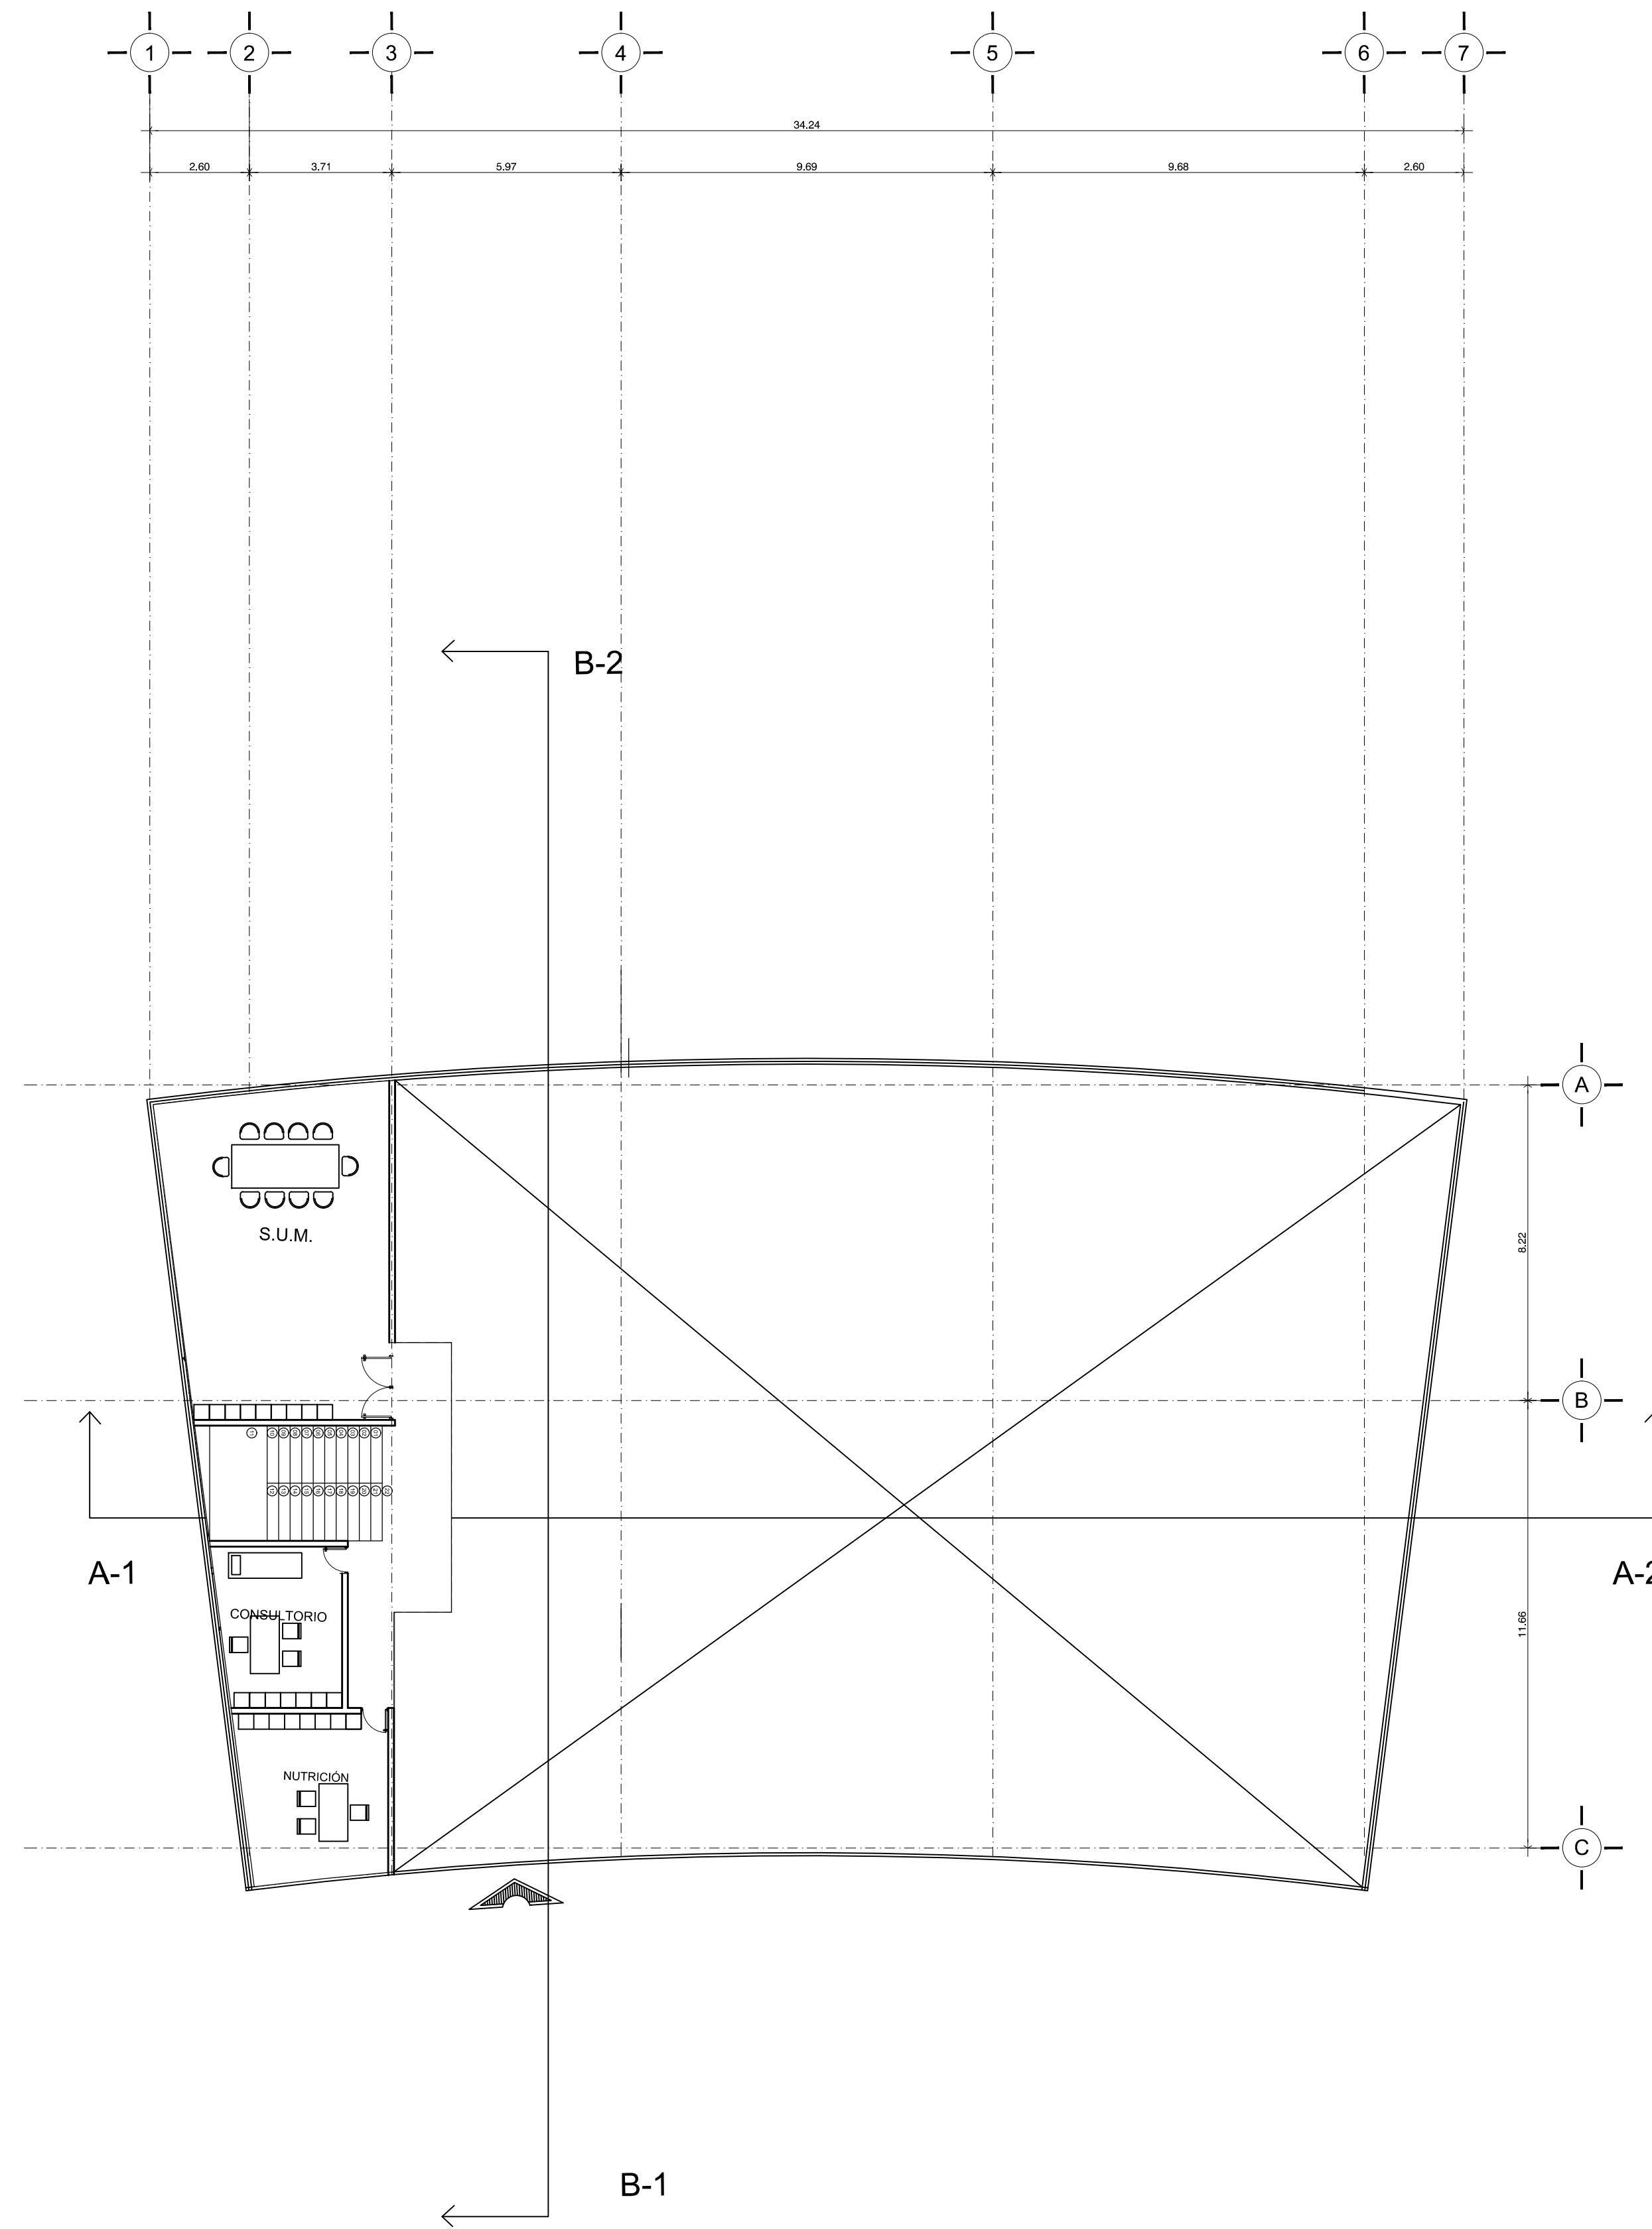 1 2 3 4 5 6 7
34.24
2.60 3.71 5.97 9.69 9.68 2.60
B-2
A
8.22
S.U.M.
B
A-1
A-2
CONSULTORIO
11.66
NUTRICIÓN
C
B-1